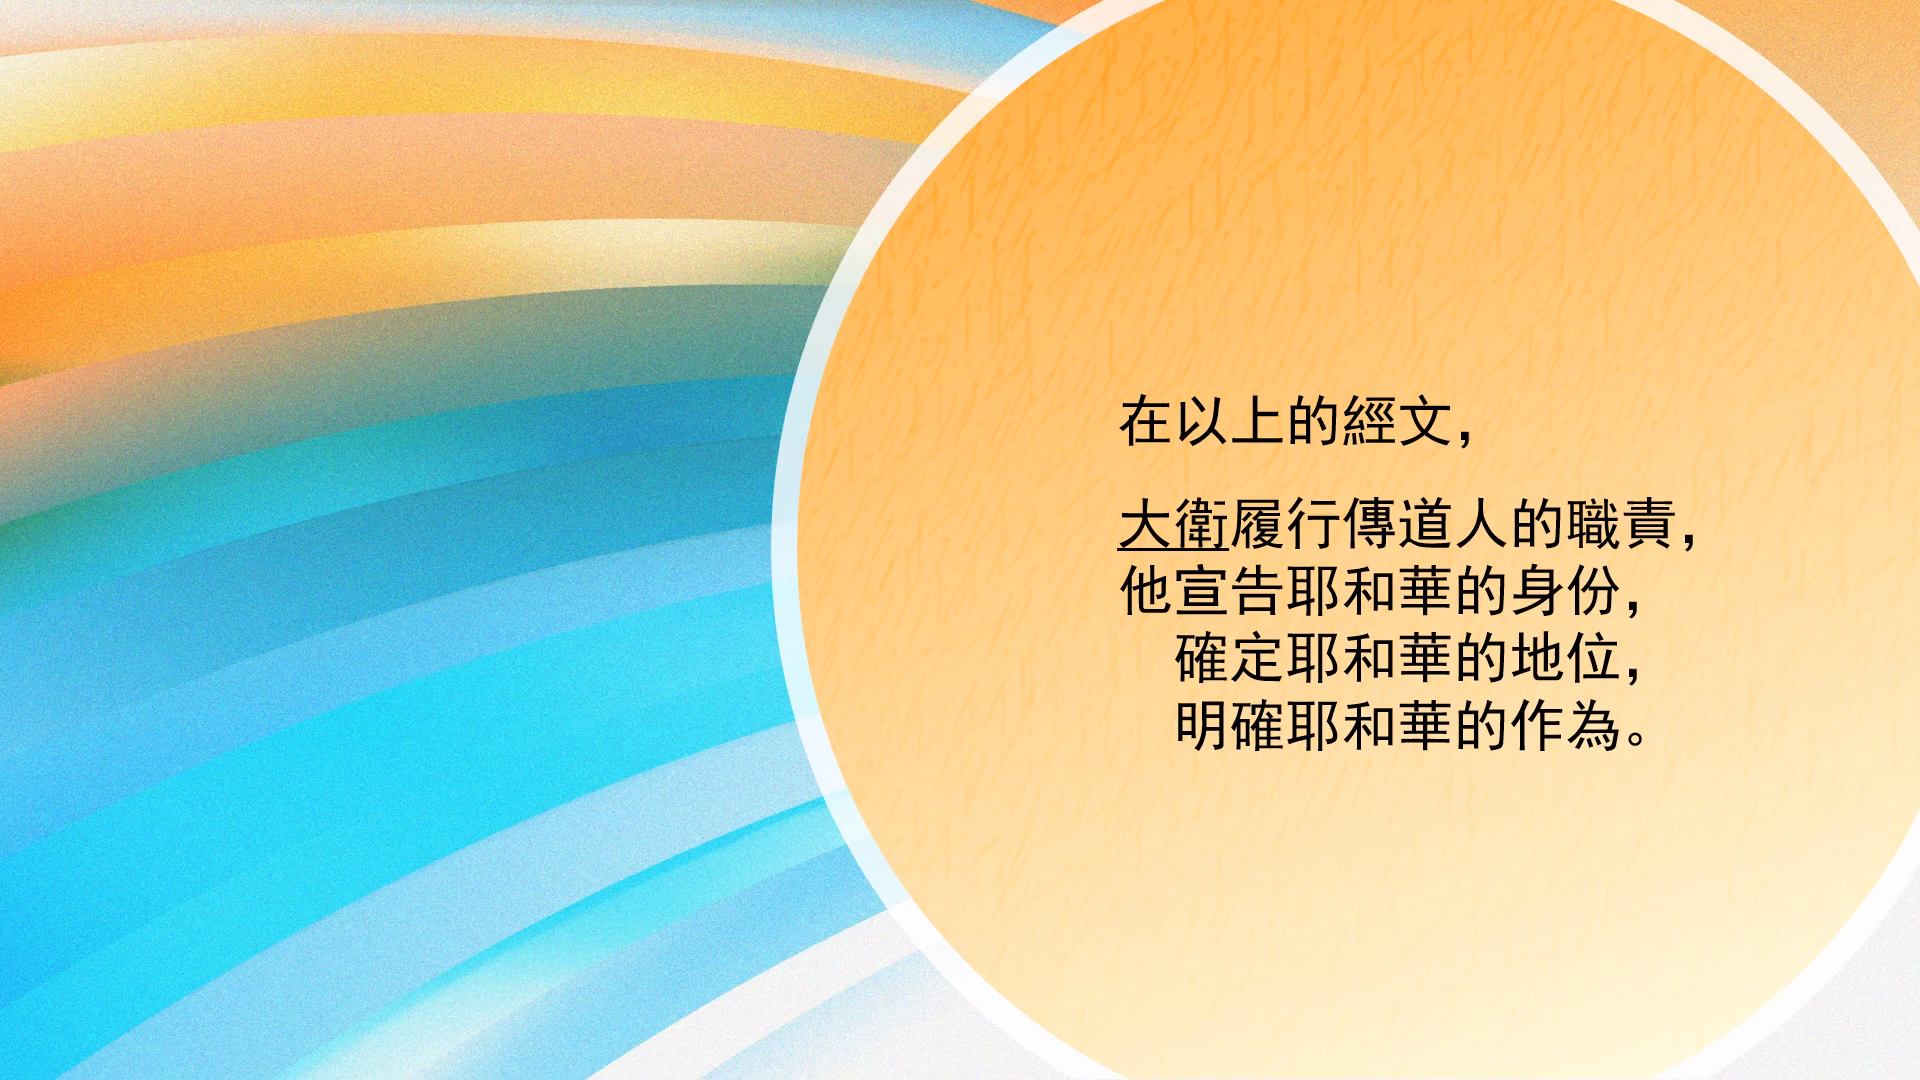 在以上的經文，
大衛履行傳道人的職責，
他宣告耶和華的身份，
確定耶和華的地位，
明確耶和華的作為。